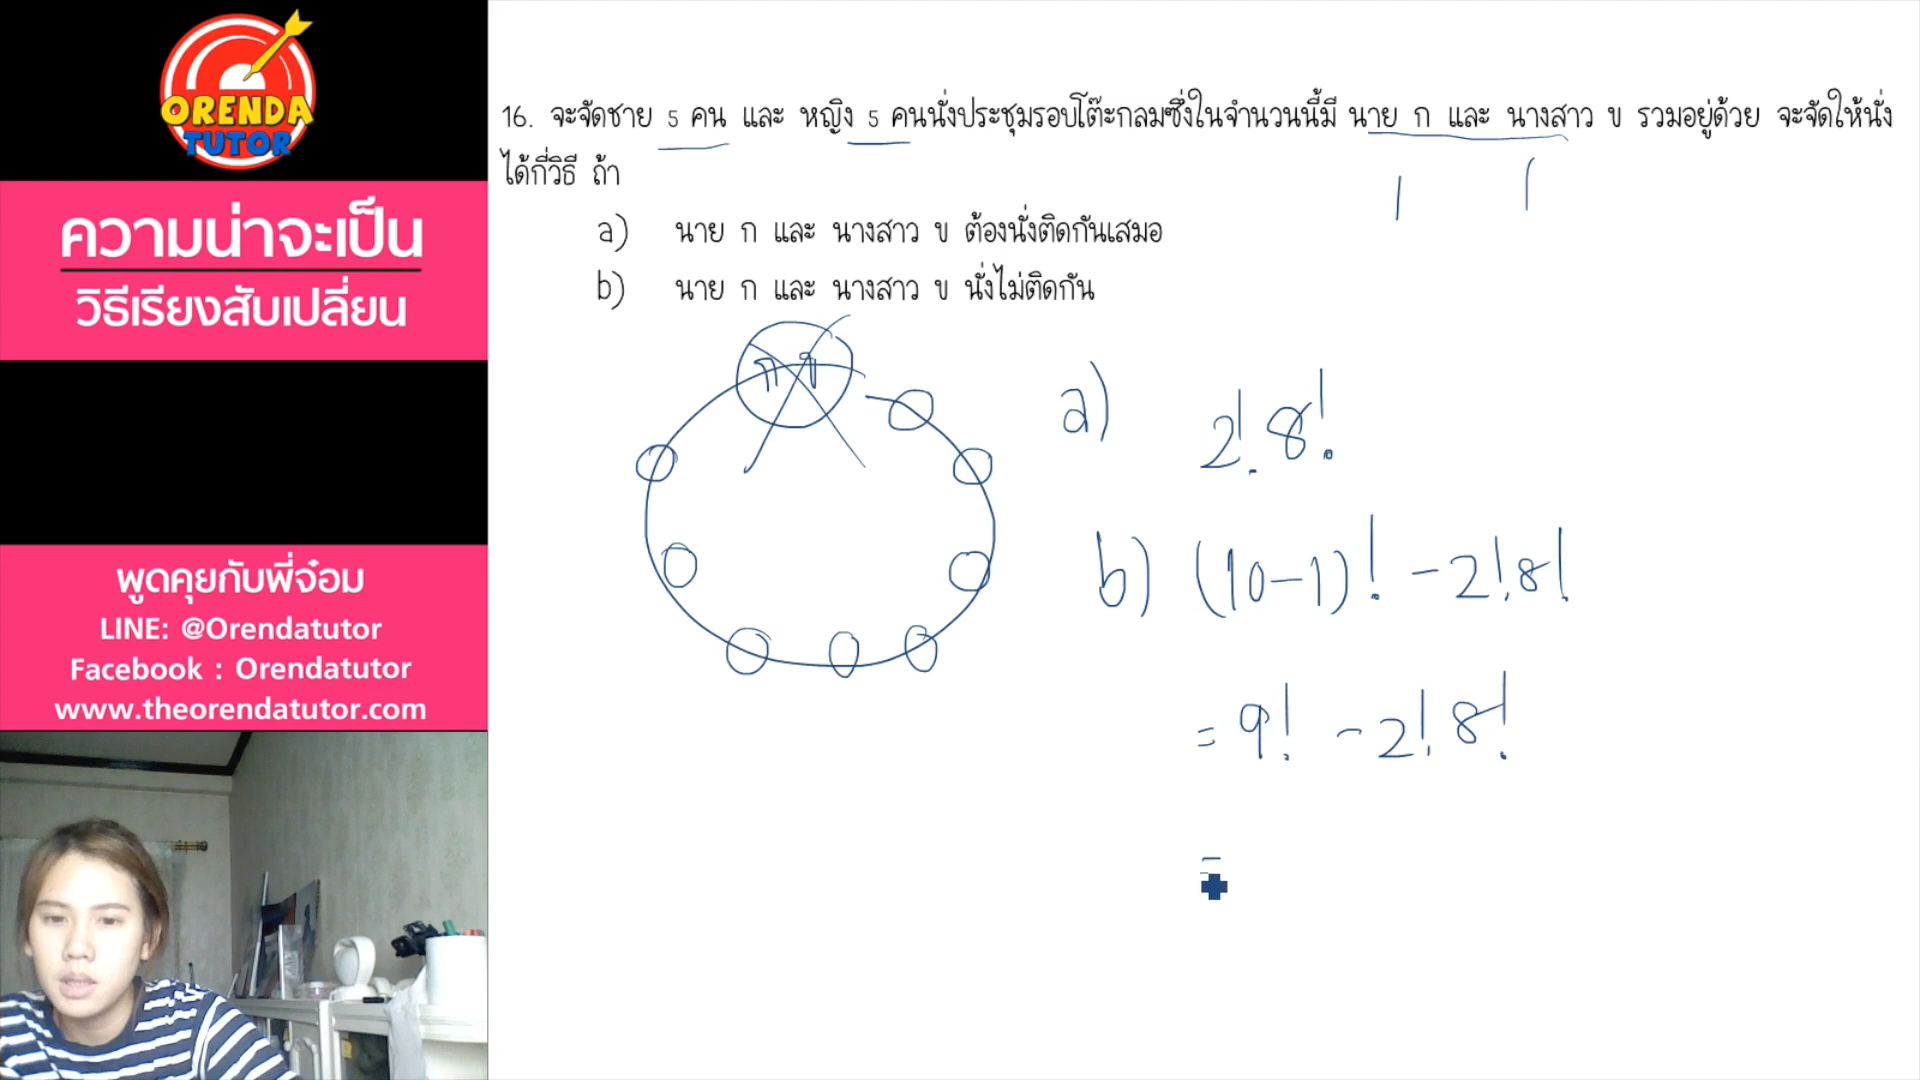 ORENDA
TUTOR
ความน่าจะเป็น
วิธีเรียงสับเปลี่ยน
พูดคุยกับพี่จ๋อม
LINE: @Orendatutor
Facebook : Orendatutor
www.theorendatutor.com
16. จะจัดชาย 5 คน และ หญิง 5 คนนั่งประชุมรอบโต๊ะกลมซึ่งในจำนวนนี้มี นาย ก และ นางสาว ข รวมอยู่ด้วย จะจัดให้นั่ง
ได้กี่วิธี ถ้า
a) นาย ก และ นางสาว ข ต้องนั่งติดกันเสมอ
b) นาย ก และ นางสาว ข นั่งไม่ติดกัน
ก ข
a) 2! 8!
b) (10-1)! - 2! 8!
= 9! - 2! 8!
=